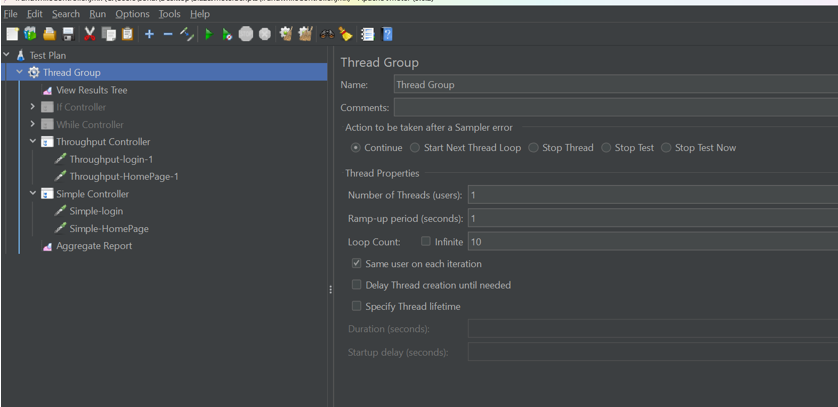 File Edit Search Run Options Tools Help
Test Plan
Thread Group
View Results Tree
If Controller
While Controller
Throughput Controller
Throughput-login-1
Throughput-HomePage-1
Simple Controller
Simple-login
Simple-HomePage
Aggregate Report
Thread Group
Name: Thread Group
Comments:
Action to be taken after a Sampler error
Continue Start Next Thread Loop Stop Thread Stop Test Stop Test Now
Thread Properties
Number of Threads (users): 1
Ramp-up period (seconds): 1
Loop Count: Infinite 10
Same user on each iteration
Delay Thread creation until needed
Specify Thread lifetime
Duration (seconds):
Startup delay (seconds):